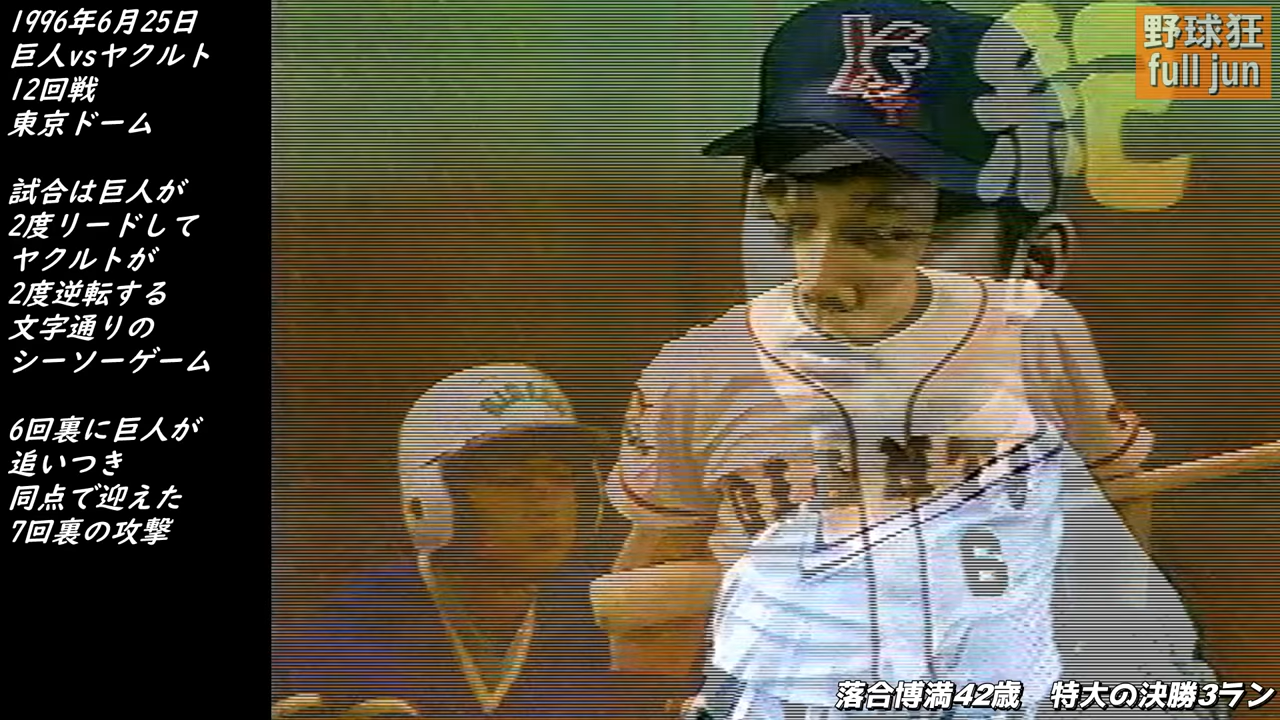 1996年6月25日
巨人vsヤクルト
12回戦
東京ドーム
試合は巨人が
2度リードして
ヤクルトが
2度逆転する
文字通りの
シーソーゲーム
6回裏に巨人が
追いつき
同点で迎えた
7回裏の攻撃
野球狂
full jun
YS
6
落合博満42歳 特大の決勝3ラン